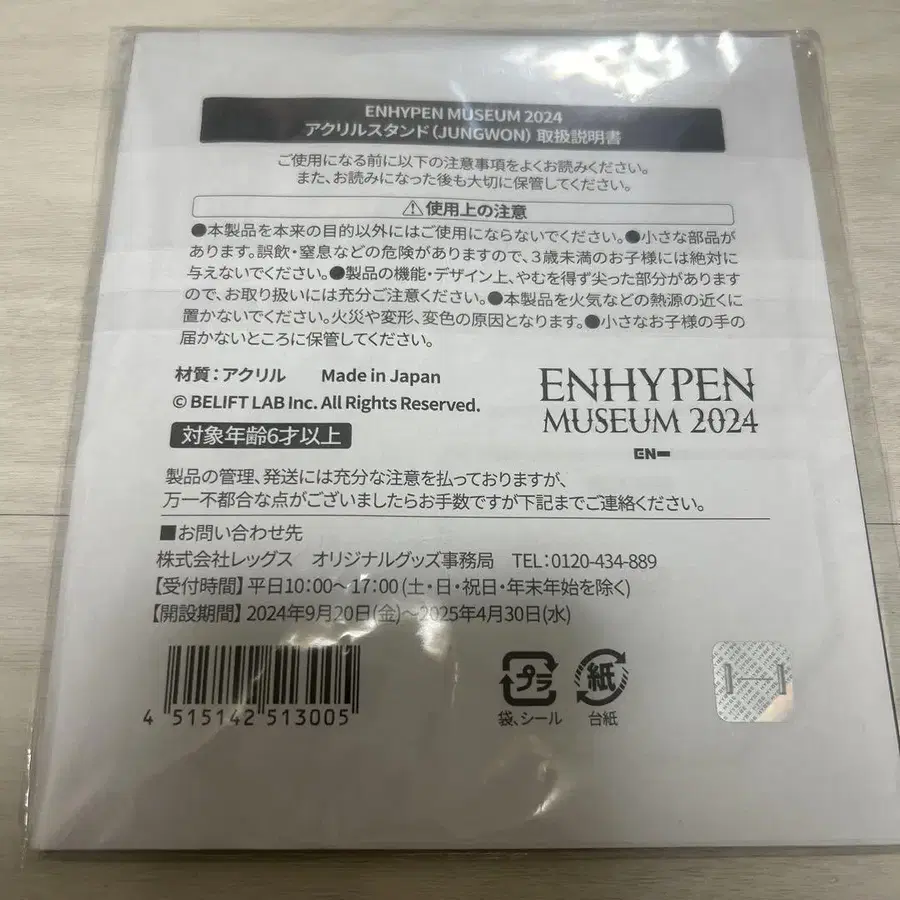 ENHYPEN MUSEUM 2024
アクリルスタンド(JUNGWON) 取扱説明書
ご使用になる前に以下の注意事項をよくお読みください。
また、お読みになった後も大切に保管してください。
⚠使用上の注意
●本製品を本来の目的以外にはご使用にならないでください。●小さな部品が
あります。誤飲・窒息などの危険がありますので、3歳未満のお子様には絶対に
与えないでください。●製品の機能・デザイン上、やむを得ず尖った部分があります
ので、お取り扱いには充分ご注意ください。●本製品を火気などの熱源の近くに
置かないでください。火災や変形、変色の原因となります。●小さなお子様の手の
届かないところに保管してください。
材質：アクリル Made in Japan
© BELIFT LAB Inc. All Rights Reserved.
対象年齢6才以上
ENHYPEN
MUSEUM 2024
EN-
製品の管理、発送には充分な注意を払っておりますが、
万一不都合な点がございましたらお手数ですが下記までご連絡ください。
■お問い合わせ先
株式会社レッグス オリジナルグッズ事務局 TEL：0120-434-889
【受付時間】平日10：00～17：00(土・日・祝日・年末年始を除く)
【開設期間】2024年9月20日(金)～2025年4月30日(水)
4 515142 513005
プラ
袋、シール
紙
台紙